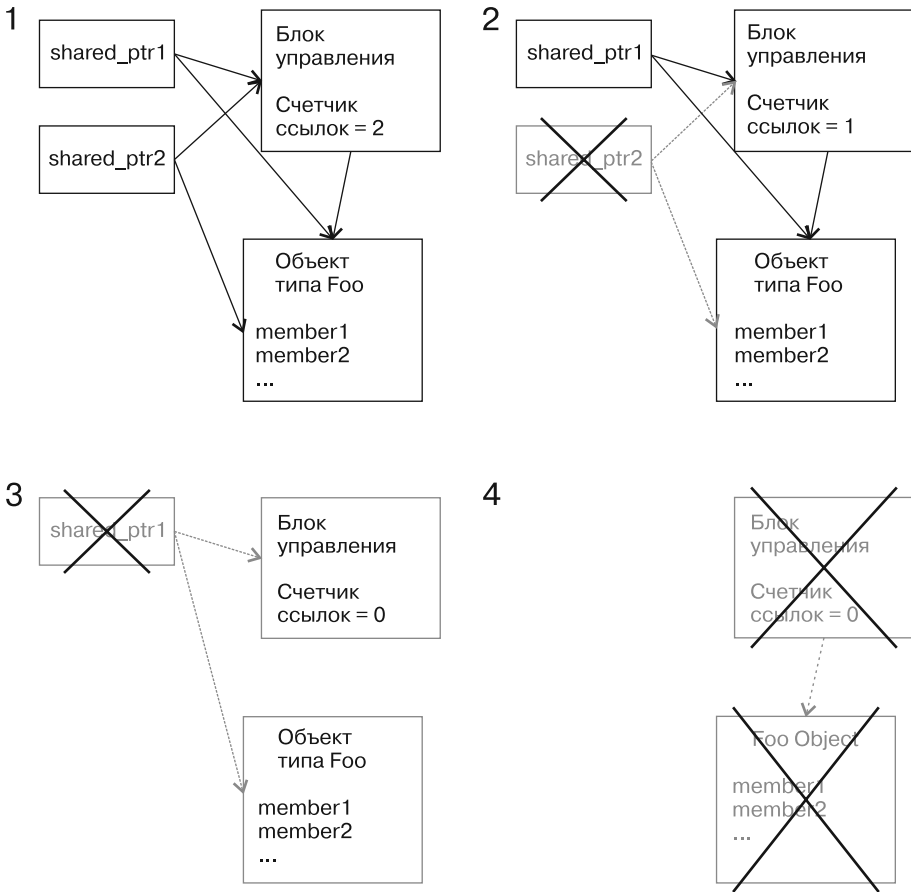 1
shared_ptr1
shared_ptr2
Блок
управления
Счетчик
ссылок = 2
Объект
типа Foo
member1
member2
...
2
shared_ptr1
shared_ptr2
Блок
управления
Счетчик
ссылок = 1
Объект
типа Foo
member1
member2
...
3
shared_ptr1
Блок
управления
Счетчик
ссылок = 0
Объект
типа Foo
member1
member2
...
4
Блок
управления
Счетчик
ссылок = 0
Foo Object
member1
member2
...